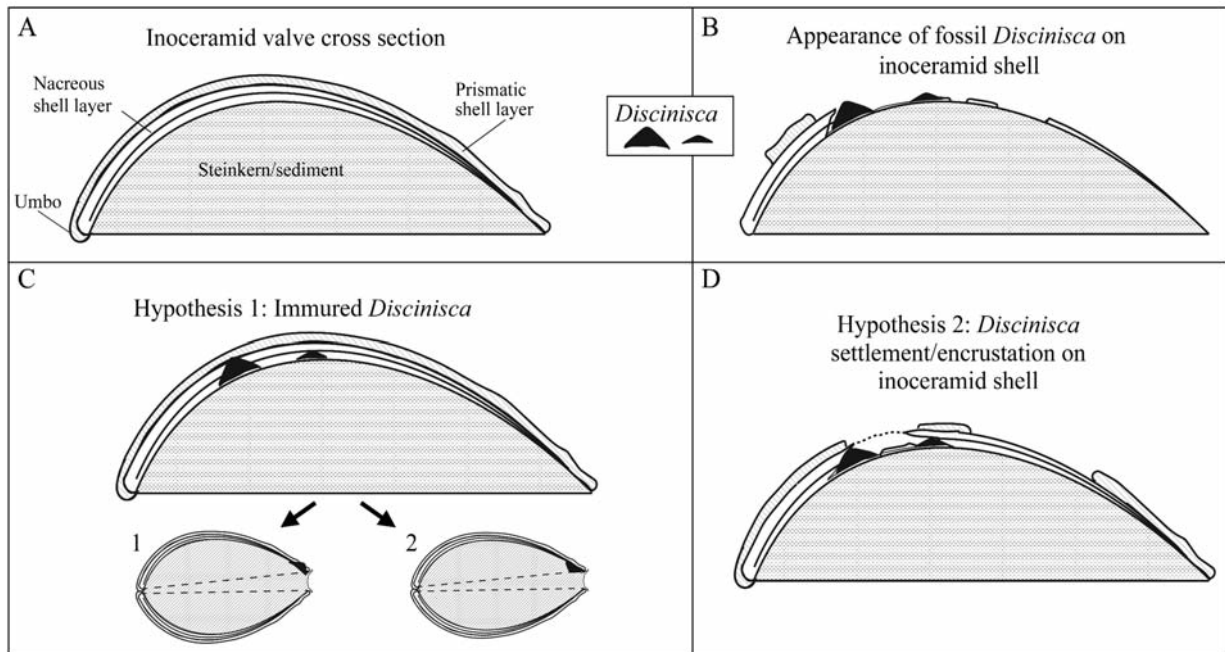 A
Inoceramid valve cross section
Nacreous
shell layer
Prismatic
shell layer
Steinkern/sediment
Umbo
B
Appearance of fossil Discinisca on
inoceramid shell
Discinisca
C
Hypothesis 1: Immured Discinisca
1
2
D
Hypothesis 2: Discinisca
settlement/encrustation on
inoceramid shell